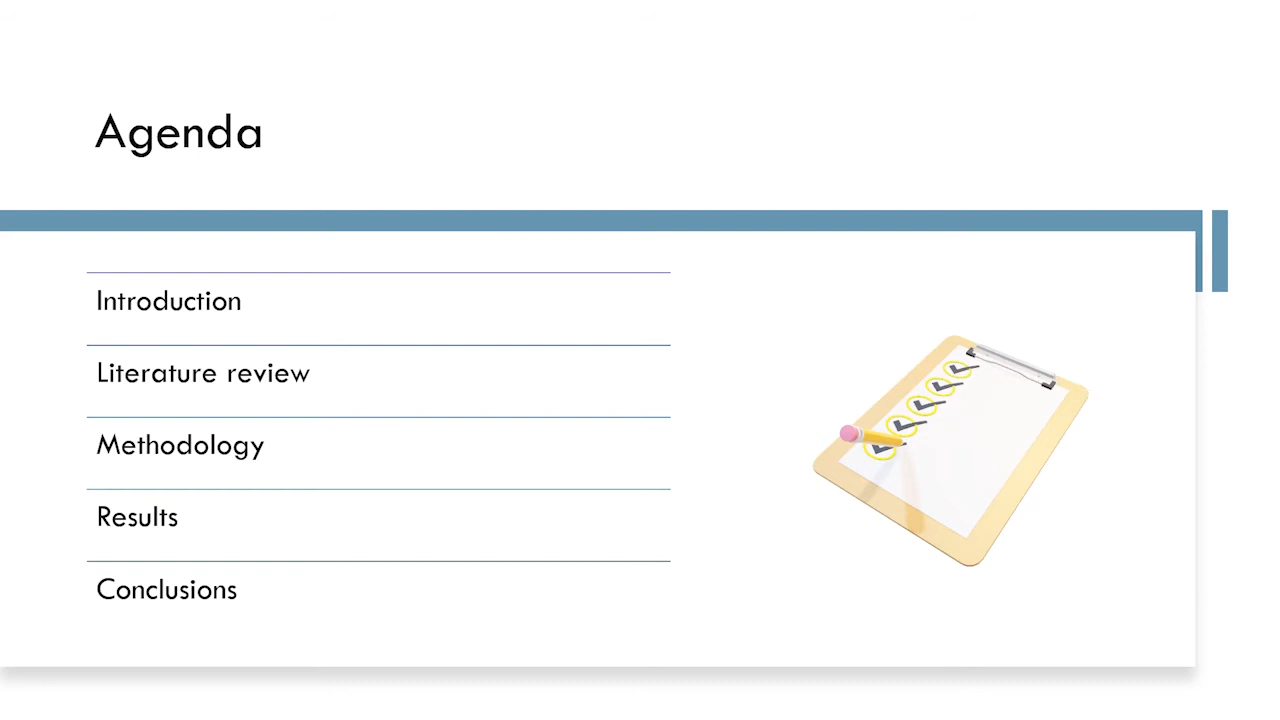 Agenda
Introduction
Literature review
Methodology
Results
Conclusions